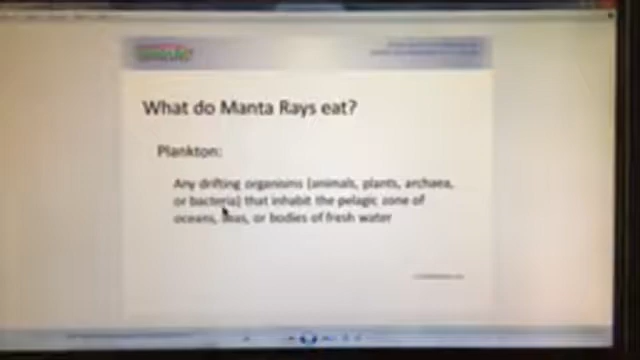 What do Manta Rays eat?
Plankton:
Any drifting organisms (animals, plants, archaea,
or bacteria) that inhabit the pelagic zone of
oceans, seas, or bodies of fresh water